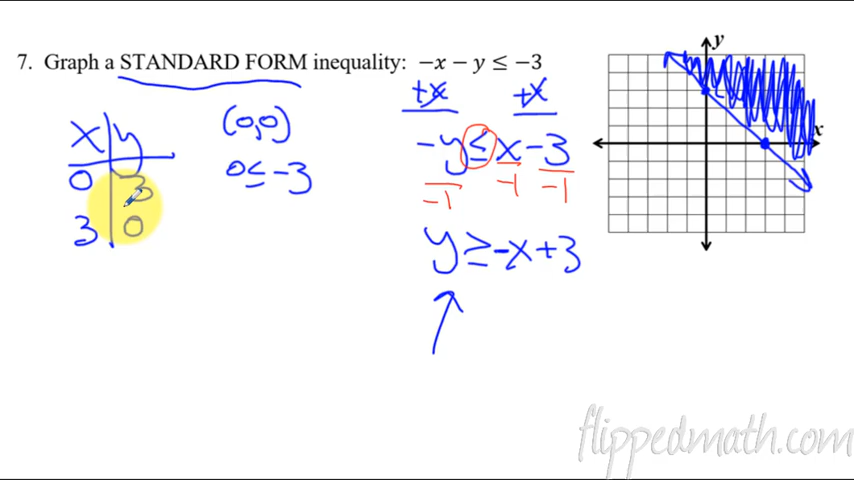 7. Graph a STANDARD FORM inequality: −x − y ≤ −3
+x +x
x y
0 3
3 0
(0,0)
0 ≤ -3
-y ≤ x - 3
-1 -1 -1
y ≥ -x + 3
y
x
flippedmath.com